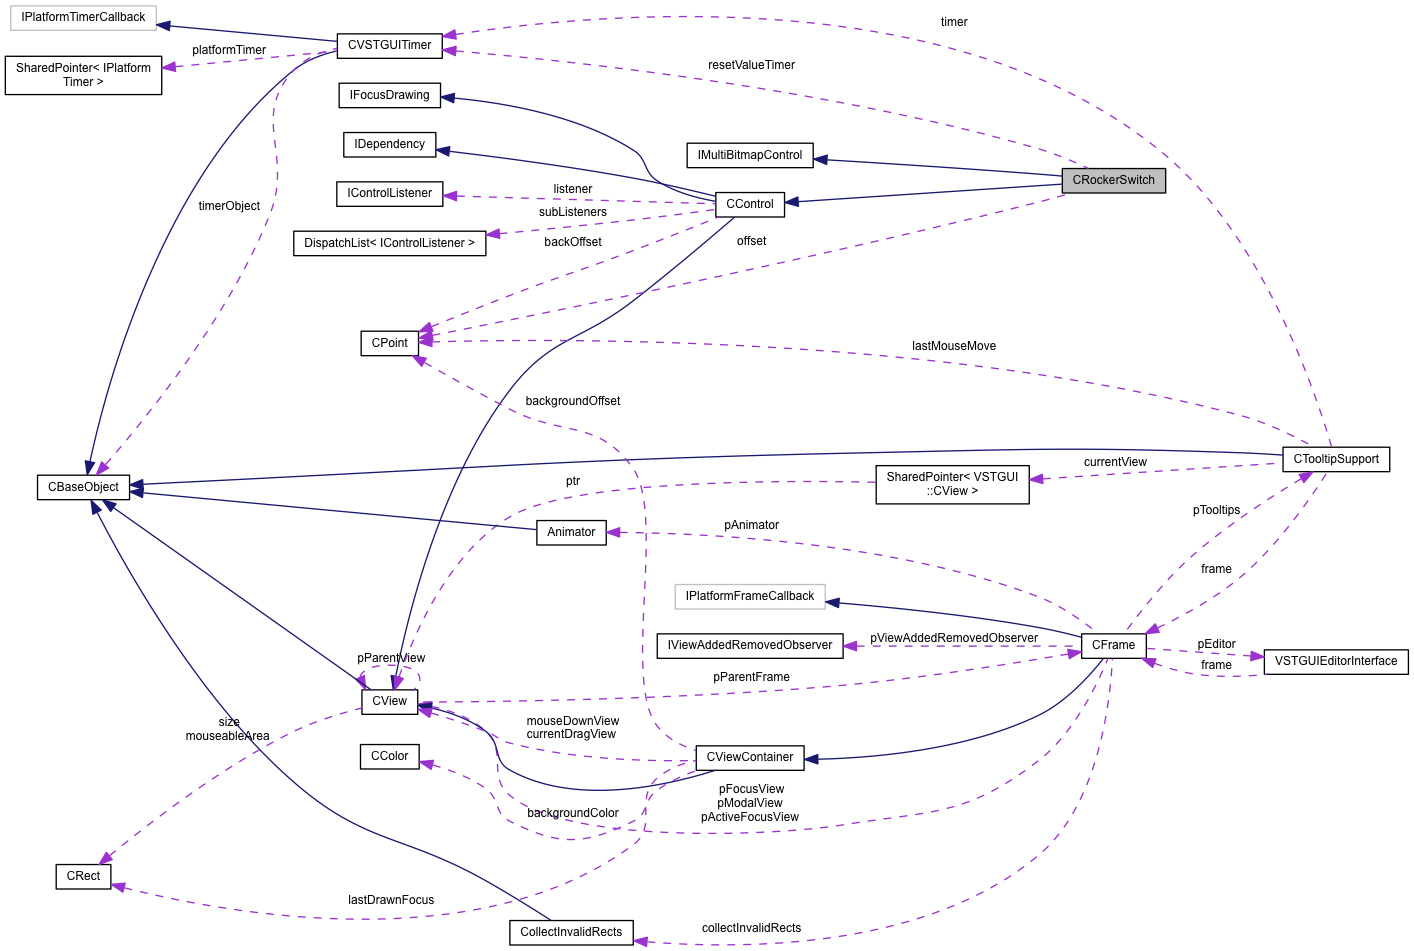 IPlatformTimerCallback
timer
CVSTGUITimer
platformTimer
SharedPointer< IPlatform
Timer >
resetValueTimer
IFocusDrawing
IDependency
IMultiBitmapControl
CRockerSwitch
IControlListener
listener
CControl
timerObject
subListeners
DispatchList< IControlListener >
backOffset
offset
CPoint
lastMouseMove
backgroundOffset
CTooltipSupport
currentView
SharedPointer< VSTGUI
::CView >
CBaseObject
ptr
pTooltips
Animator
pAnimator
frame
IPlatformFrameCallback
IViewAddedRemovedObserver
pViewAddedRemovedObserver
CFrame
pEditor
frame
VSTGUIEditorInterface
pParentView
pParentFrame
CView
size
mouseableArea
mouseDownView
currentDragView
CColor
CViewContainer
backgroundColor
pFocusView
pModalView
pActiveFocusView
CRect
lastDrawnFocus
CollectInvalidRects
collectInvalidRects